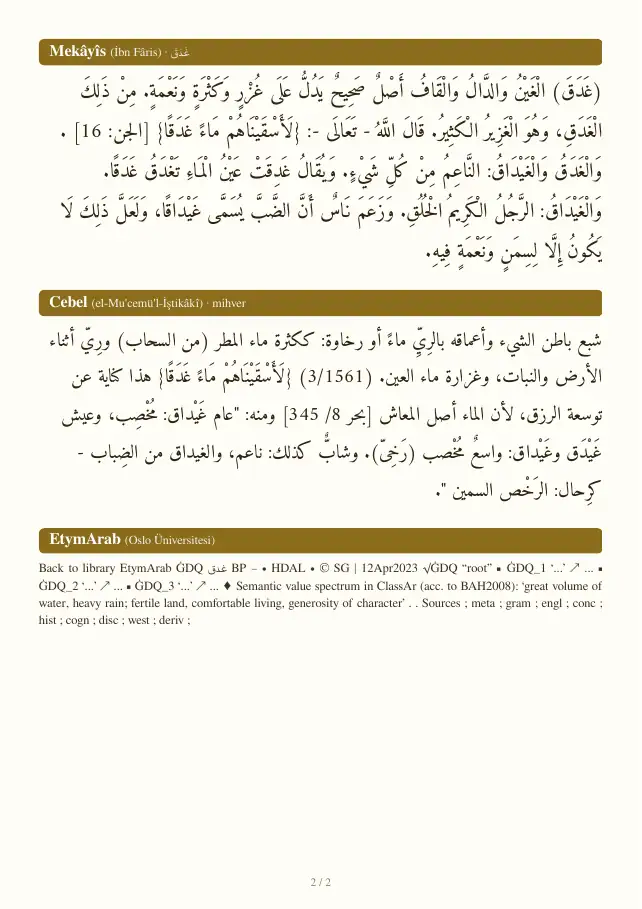 Mekâyîs (İbn Fâris) · غَدَقَ
(غَدَقَ) الْغَيْنُ وَالدَّالُ وَالْقَافُ أَصْلٌ صَحِيحٌ يَدُلُّ عَلَى غُزْرٍ وَكَثْرَةٍ وَنَعْمَةٍ. مِنْ ذَلِكَ
الْغَدَقِ، وَهُوَ الْغَزِيرُ الْكَثِيرُ. قَالَ اللَّهُ - تَعَالَى -: {لَأَسْقَيْنَاهُمْ مَاءً غَدَقًا} [الجن: 16] .
وَالْغَدَقُ وَالْغَيْدَاقُ: النَّاعِمُ مِنْ كُلِّ شَيْءٍ. وَيُقَالُ غَدِقَتْ عَيْنُ الْمَاءِ تَغْدَقُ غَدَقًا.
وَالْغَيْدَاقُ: الرَّجُلُ الْكَرِيمُ الْخُلُقِ. وَزَعَمَ نَاسٌ أَنَّ الضَّبَّ يُسَمَّى غَيْدَاقًا، وَلَعَلَّ ذَلِكَ لَا
يَكُونُ إِلَّا لِسِمَنٍ وَنَعْمَةٍ فِيهِ.
Cebel (el-Mu'cemü'l-İştikâkî) · mihver
شبع باطن الشيء وأعماقه بالرِيّ ماءً أو رخاوة: ككثرة ماء المطر (من السحاب) ورِيّ أثناء
الأرض والنبات، وغزارة ماء العين. (3/1561) {لَأَسْقَيْنَاهُمْ مَاءً غَدَقًا} هذا كناية عن
توسعة الرزق، لأن الماء أصل المعاش [بحر 8/ 345] ومنه: "عام غَيْداق: مُخْصِب، وعيش
غَيْدَق وغَيْداق: واسعٌ مُخْصب (رَخِىّ). وشابٌّ كذلك: ناعم، والغيداق من الضِباب -
كرِحال: الرَخْص السمين ".
EtymArab (Oslo Üniversitesi)
Back to library EtymArab ĠDQ غدق BP – • HDAL • © SG | 12Apr2023 √ĠDQ “root” ▪ ĠDQ_1 ‘...’ ↗ ... ▪
ĠDQ_2 ‘...’ ↗ ... ▪ ĠDQ_3 ‘...’ ↗ ... ♦ Semantic value spectrum in ClassAr (acc. to BAH2008): ‘great volume of
water, heavy rain; fertile land, comfortable living, generosity of character’ . . Sources ; meta ; gram ; engl ; conc ;
hist ; cogn ; disc ; west ; deriv ;
2 / 2